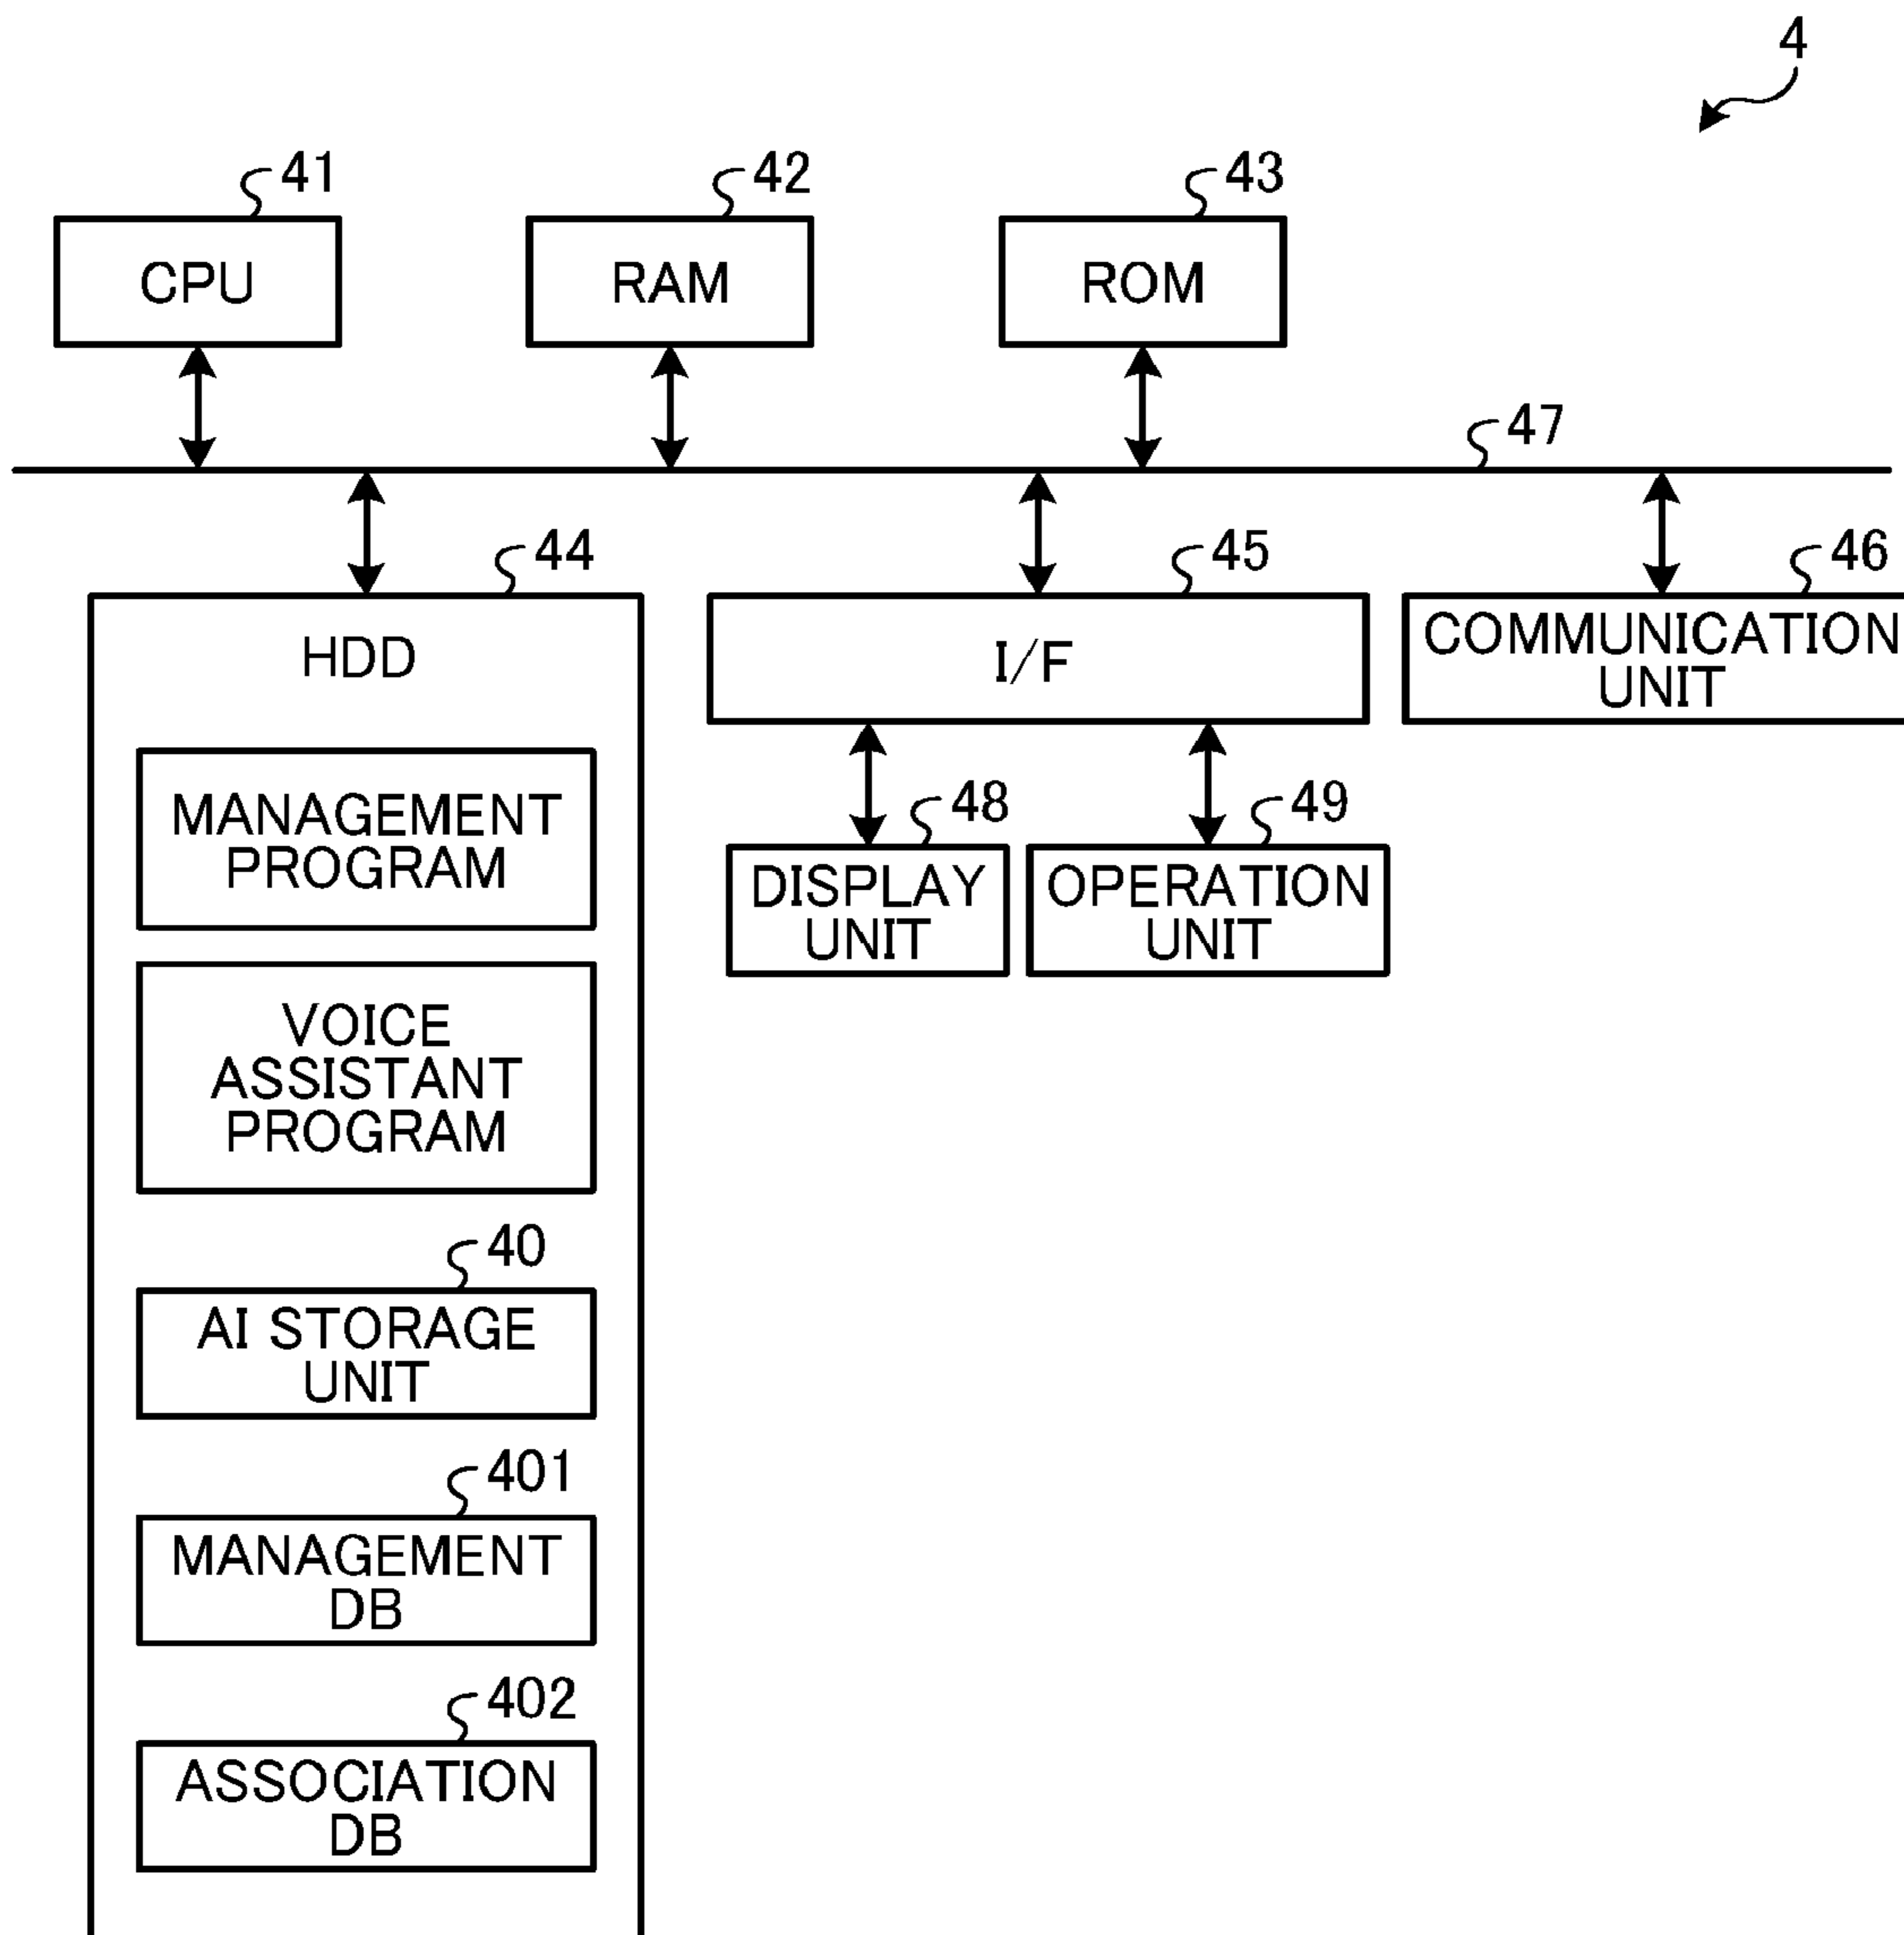 4
41
42
43
CPU
RAM
ROM
47
44
45
46
HDD
I/F
COMMUNICATION
UNIT
MANAGEMENT
PROGRAM
48
49
DISPLAY
UNIT
OPERATION
UNIT
VOICE
ASSISTANT
PROGRAM
40
AI STORAGE
UNIT
401
MANAGEMENT
DB
402
ASSOCIATION
DB